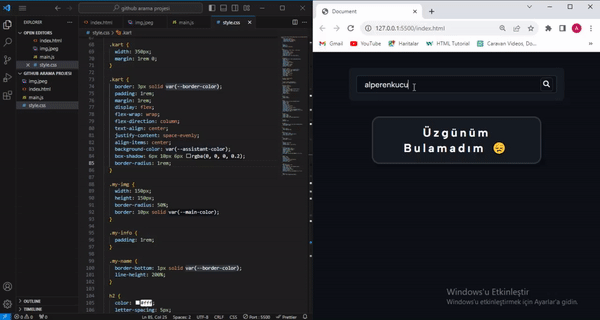 github arama projesi
EXPLORER
OPEN EDITORS
index.html
img.jpeg
main.js
style.css
GITHUB ARAMA PROJESI
img.jpeg
index.html
main.js
style.css
OUTLINE
TIMELINE
index.html
img.jpeg
main.js
style.css
css > style.css > .kart
.kart {
width: 350px;
margin: 1rem 0;
}
.kart {
border: 3px solid var(--border-color);
padding: 1rem;
margin: 1rem;
display: flex;
flex-wrap: wrap;
flex-direction: column;
text-align: center;
justify-content: space-evenly;
align-items: center;
background-color: var(--assistant-color);
box-shadow: 6px 10px 6px rgba(0, 0, 0, 0.2);
border-radius: 1rem;
}
.my-img {
width: 150px;
height: 150px;
border-radius: 50%;
border: 10px solid var(--main-color);
}
.my-info {
padding: 1rem;
}
.my-name {
border-bottom: 1px solid var(--border-color);
line-height: 200%;
}
h2 {
color: #fff;
letter-spacing: 5px;
Spaces: 2
UTF-8
CRLF
CSS
Port : 5500
Prettier
Document
127.0.0.1:5500/index.html
Gmail
YouTube
Haritalar
HTML Tutorial
Caravan Videos, Do...
alperenkucu
Üzgünüm
Bulamadım 😞
Windows'u Etkinleştir
Windows'u etkinleştirmek için Ayarlar'a gidin.